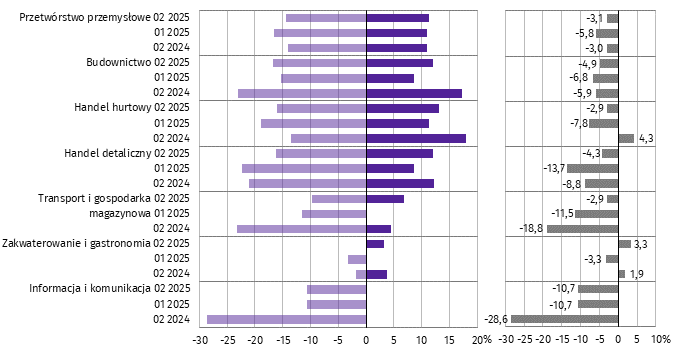 Przetwórstwo przemysłowe 02 2025 -3,1
01 2025 -5,8
02 2024 -3,0
Budownictwo 02 2025 -4,9
01 2025 -6,8
02 2024 -5,9
Handel hurtowy 02 2025 -2,9
01 2025 -7,8
02 2024 4,3
Handel detaliczny 02 2025 -4,3
01 2025 -13,7
02 2024 -8,8
Transport i gospodarka 02 2025 -2,9
magazynowa 01 2025 -11,5
02 2024 -18,8
Zakwaterowanie i gastronomia 02 2025 3,3
01 2025 -3,3
02 2024 1,9
Informacja i komunikacja 02 2025 -10,7
01 2025 -10,7
02 2024 -28,6
-30 -25 -20 -15 -10 -5 0 5 10 15 20% -30 -25 -20 -15 -10 -5 0 5 10%